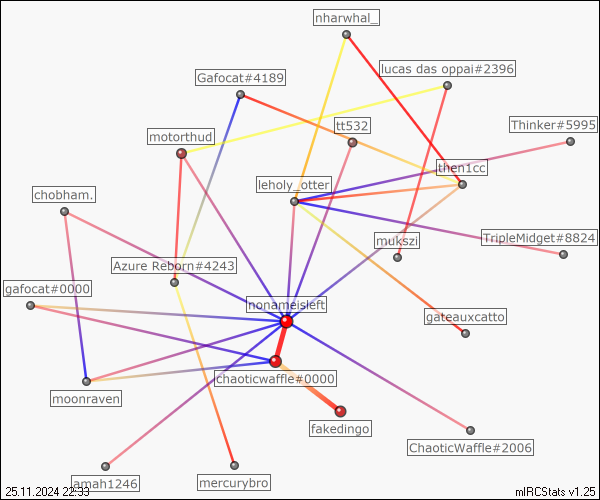 nharwhal_
lucas das oppai#2396
Gafocat#4189
tt532
Thinker#5995
motorthud
then1cc
leholy_otter
chobham.
mukszi
TripleMidget#8824
Azure Reborn#4243
gafocat#0000
nonameisleft
gateauxcatto
chaoticwaffle#0000
moonraven
fakedingo
ChaoticWaffle#2006
amah1246
mercurybro
25.11.2024 22:33
mIRCStats v1.25